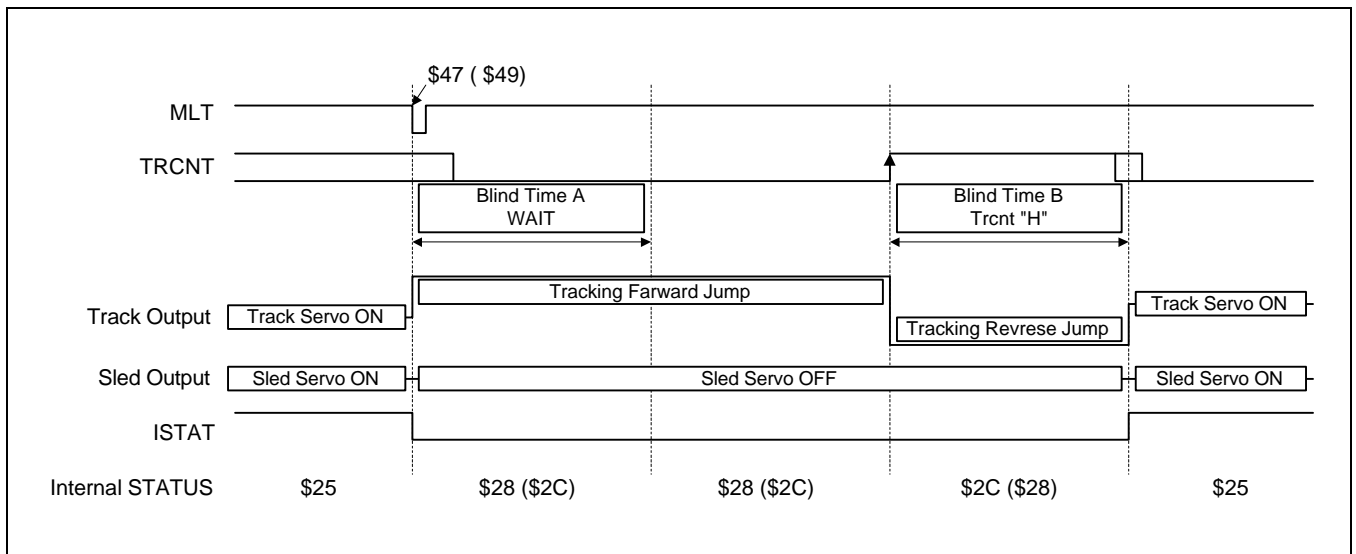 $47 ( $49)
MLT
TRCNT
Blind Time A
WAIT
Blind Time B
Trcnt "H"
Track Output
Track Servo ON
Tracking Farward Jump
Tracking Revrese Jump
Track Servo ON
Sled Output
Sled Servo ON
Sled Servo OFF
Sled Servo ON
ISTAT
Internal STATUS
$25
$28 ($2C)
$28 ($2C)
$2C ($28)
$25